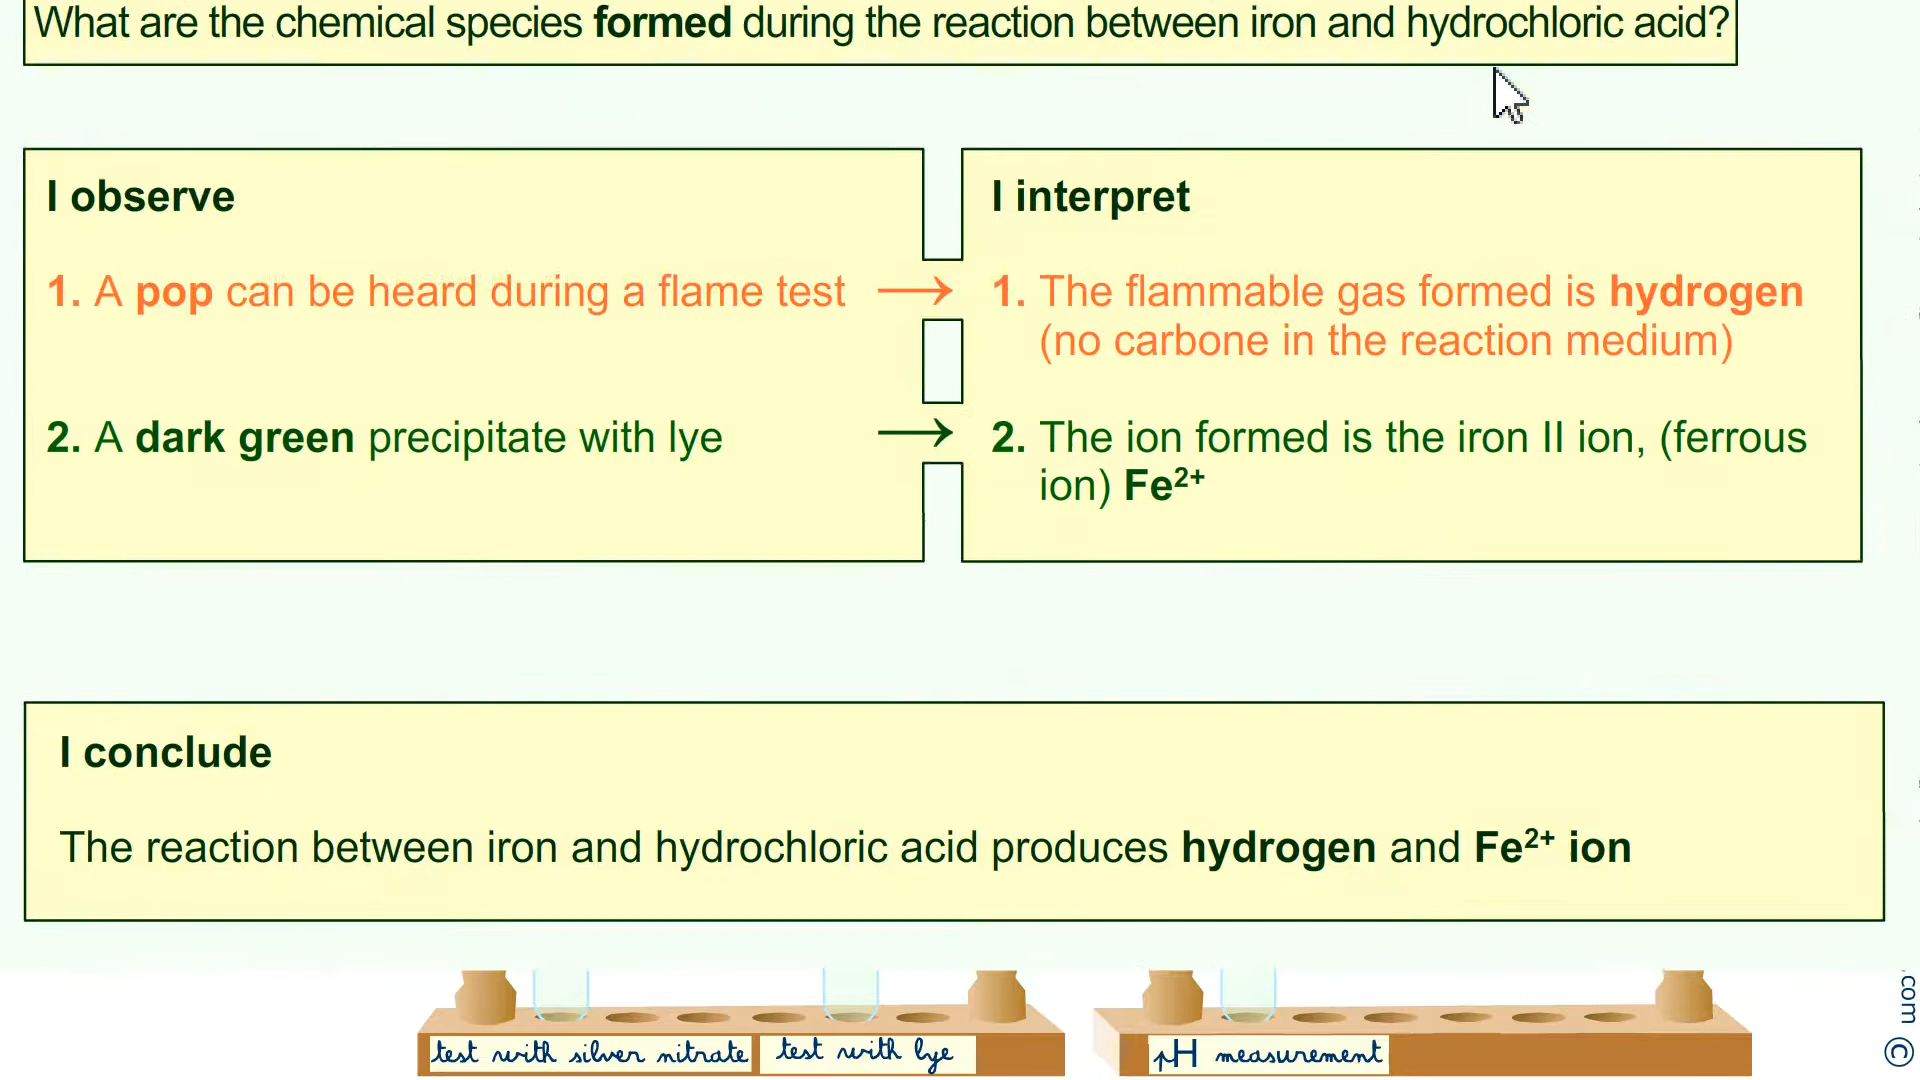 What are the chemical species formed during the reaction between iron and hydrochloric acid?
I observe
1. A pop can be heard during a flame test →
2. A dark green precipitate with lye →
I interpret
1. The flammable gas formed is hydrogen
(no carbone in the reaction medium)
2. The ion formed is the iron II ion, (ferrous
ion) Fe²⁺
I conclude
The reaction between iron and hydrochloric acid produces hydrogen and Fe²⁺ ion
test with silver nitrate
test with lye
pH measurement
.com ©